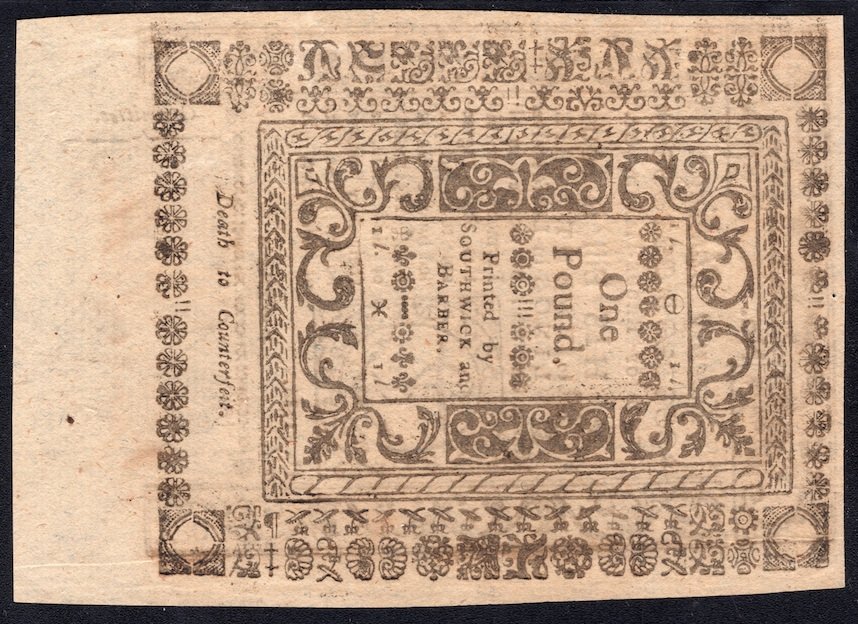 One
Pound.
Printed by
SOUTHWICK and
BARBER.
Death to Counterfeit.